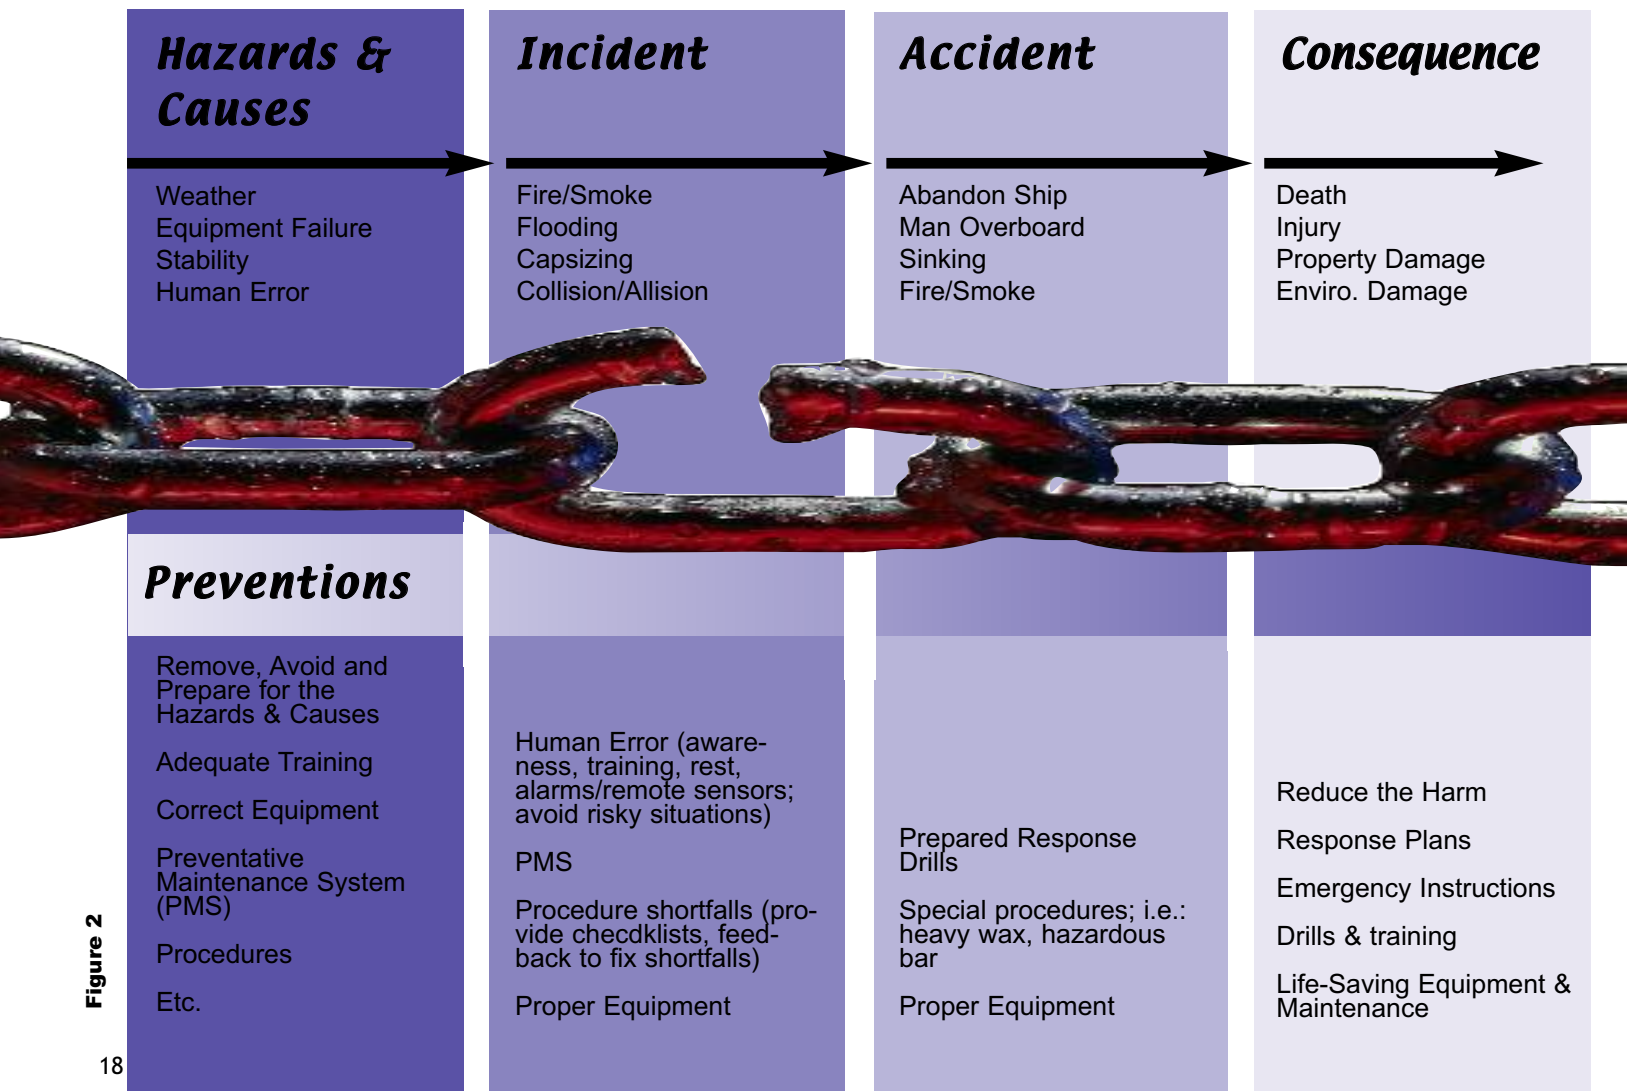 Hazards &
Causes
Weather
Equipment Failure
Stability
Human Error
Incident
Fire/Smoke
Flooding
Capsizing
Collision/Allision
Accident
Abandon Ship
Man Overboard
Sinking
Fire/Smoke
Consequence
Death
Injury
Property Damage
Enviro. Damage
Preventions
Remove, Avoid and
Prepare for the
Hazards & Causes
Adequate Training
Correct Equipment
Preventative
Maintenance System
(PMS)
Procedures
Etc.
Human Error (aware-
ness, training, rest,
alarms/remote sensors;
avoid risky situations)
PMS
Procedure shortfalls (pro-
vide checdklists, feed-
back to fix shortfalls)
Proper Equipment
Prepared Response
Drills
Special procedures; i.e.:
heavy wax, hazardous
bar
Proper Equipment
Reduce the Harm
Response Plans
Emergency Instructions
Drills & training
Life-Saving Equipment &
Maintenance
Figure 2
18